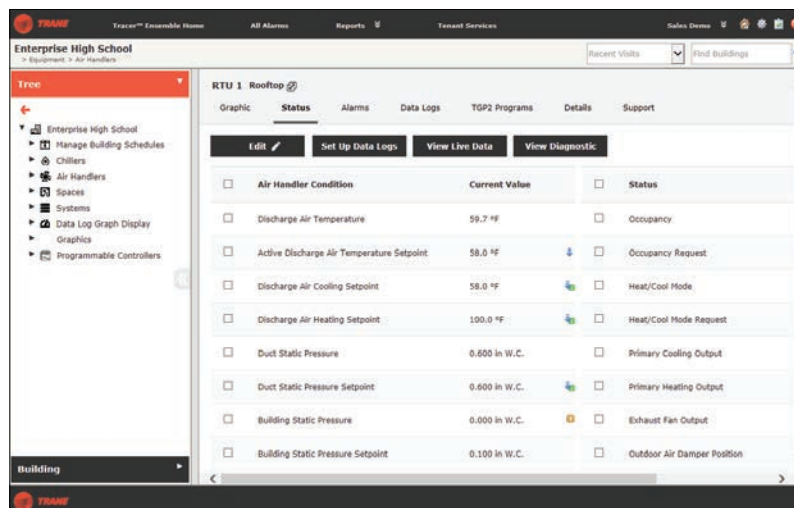 TRANE Tracer™ Ensemble Home All Alarms Reports Tenant Services Sales Demo
Enterprise High School
> Equipment > Air Handlers
Recent Visits Find Buildings
Tree
RTU 1 Rooftop
Graphic Status Alarms Data Logs TGP2 Programs Details Support
Enterprise High School
Manage Building Schedules
Chillers
Air Handlers
Spaces
Systems
Data Log Graph Display
Graphics
Programmable Controllers
Edit Set Up Data Logs View Live Data View Diagnostic
Air Handler Condition Current Value Status
Discharge Air Temperature 59.7 °F Occupancy
Active Discharge Air Temperature Setpoint 58.0 °F Occupancy Request
Discharge Air Cooling Setpoint 58.0 °F Heat/Cool Mode
Discharge Air Heating Setpoint 100.0 °F Heat/Cool Mode Request
Duct Static Pressure 0.600 in W.C. Primary Cooling Output
Duct Static Pressure Setpoint 0.600 in W.C. Primary Heating Output
Building Static Pressure 0.000 in W.C. Exhaust Fan Output
Building Static Pressure Setpoint 0.100 in W.C. Outdoor Air Damper Position
Building
TRANE